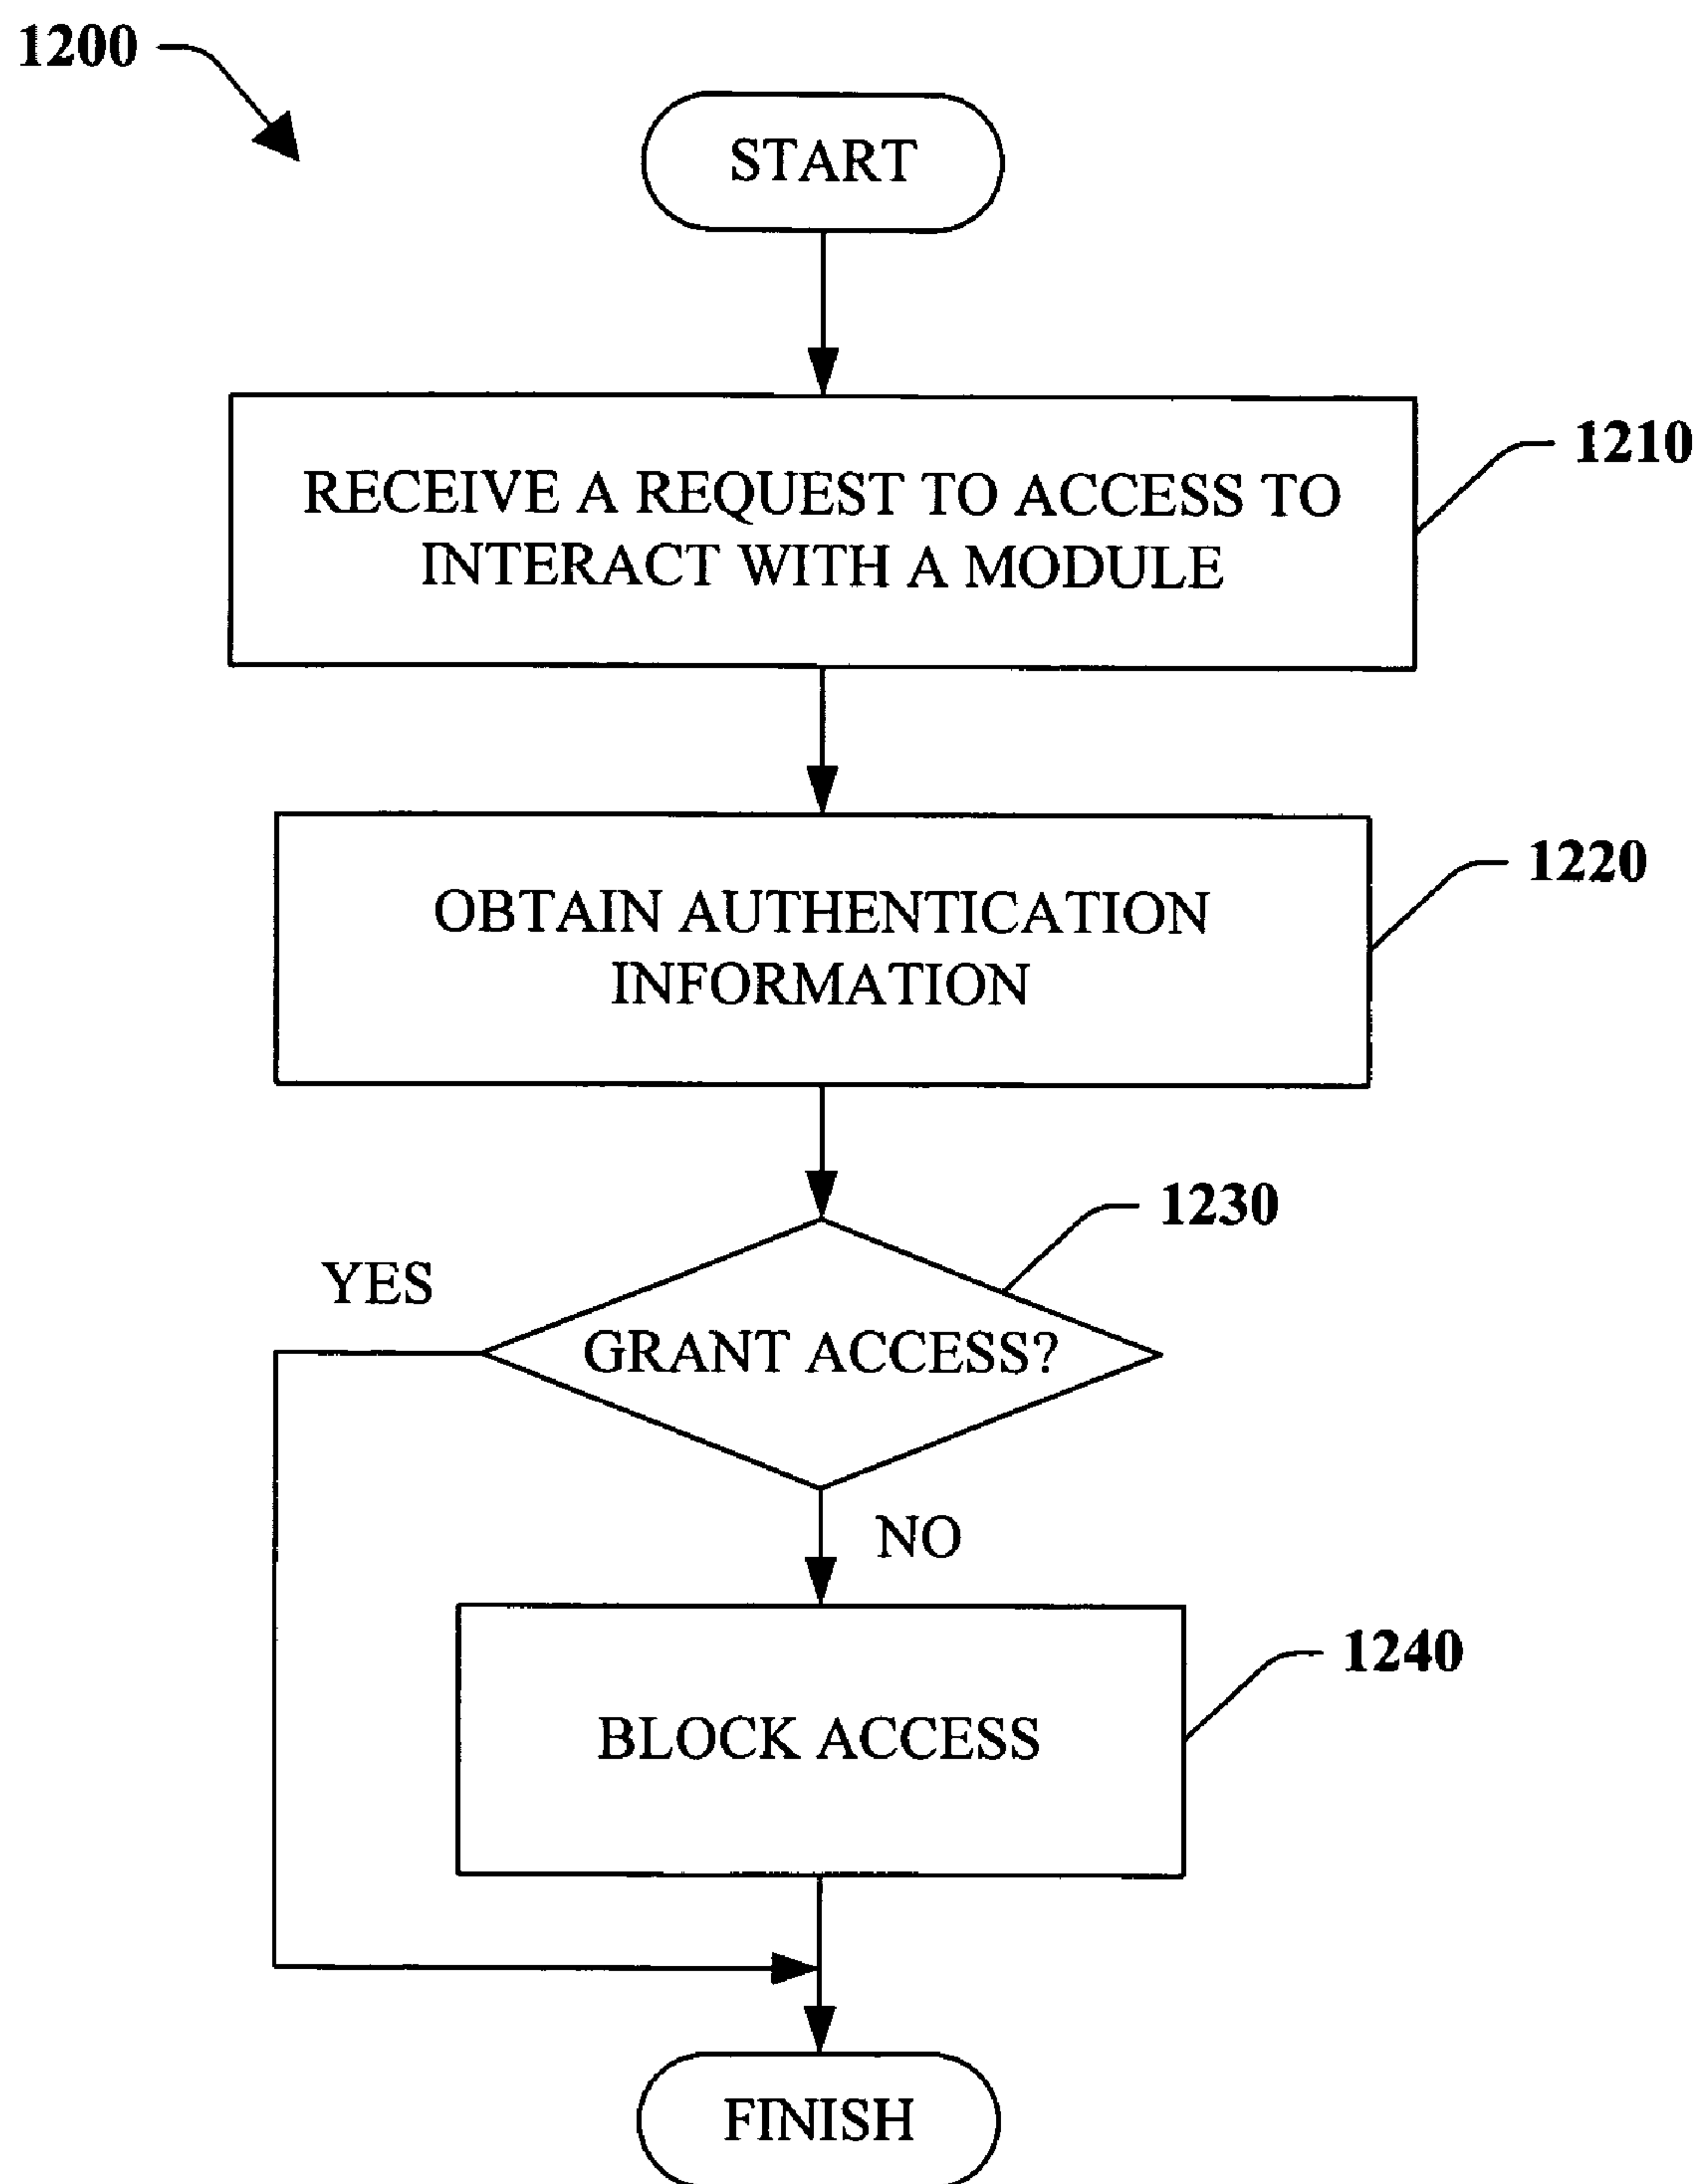 1200
START
RECEIVE A REQUEST TO ACCESS TO
INTERACT WITH A MODULE
1210
OBTAIN AUTHENTICATION
INFORMATION
1220
1230
YES
GRANT ACCESS?
NO
BLOCK ACCESS
1240
FINISH